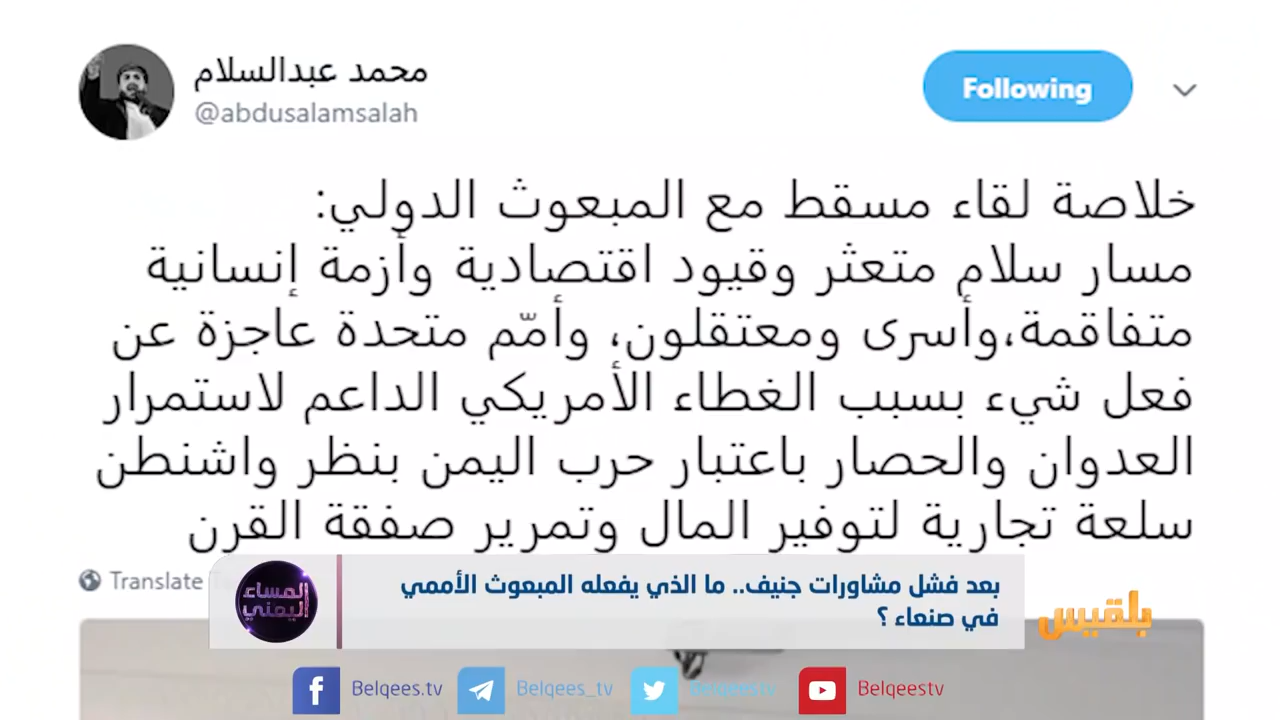 محمد عبدالسلام
@abdusalamsalah
Following
خلاصة لقاء مسقط مع المبعوث الدولي:
مسار سلام متعثر وقيود اقتصادية وأزمة إنسانية
متفاقمة،وأسرى ومعتقلون، وأمّم متحدة عاجزة عن
فعل شيء بسبب الغطاء الأمريكي الداعم لاستمرار
العدوان والحصار باعتبار حرب اليمن بنظر واشنطن
سلعة تجارية لتوفير المال وتمرير صفقة القرن
Translate
المساء
اليمني
بعد فشل مشاورات جنيف.. ما الذي يفعله المبعوث الأممي
في صنعاء ؟
بلقيس
Belqees.tv
Belqees_tv
Belqeestv
Belqeestv